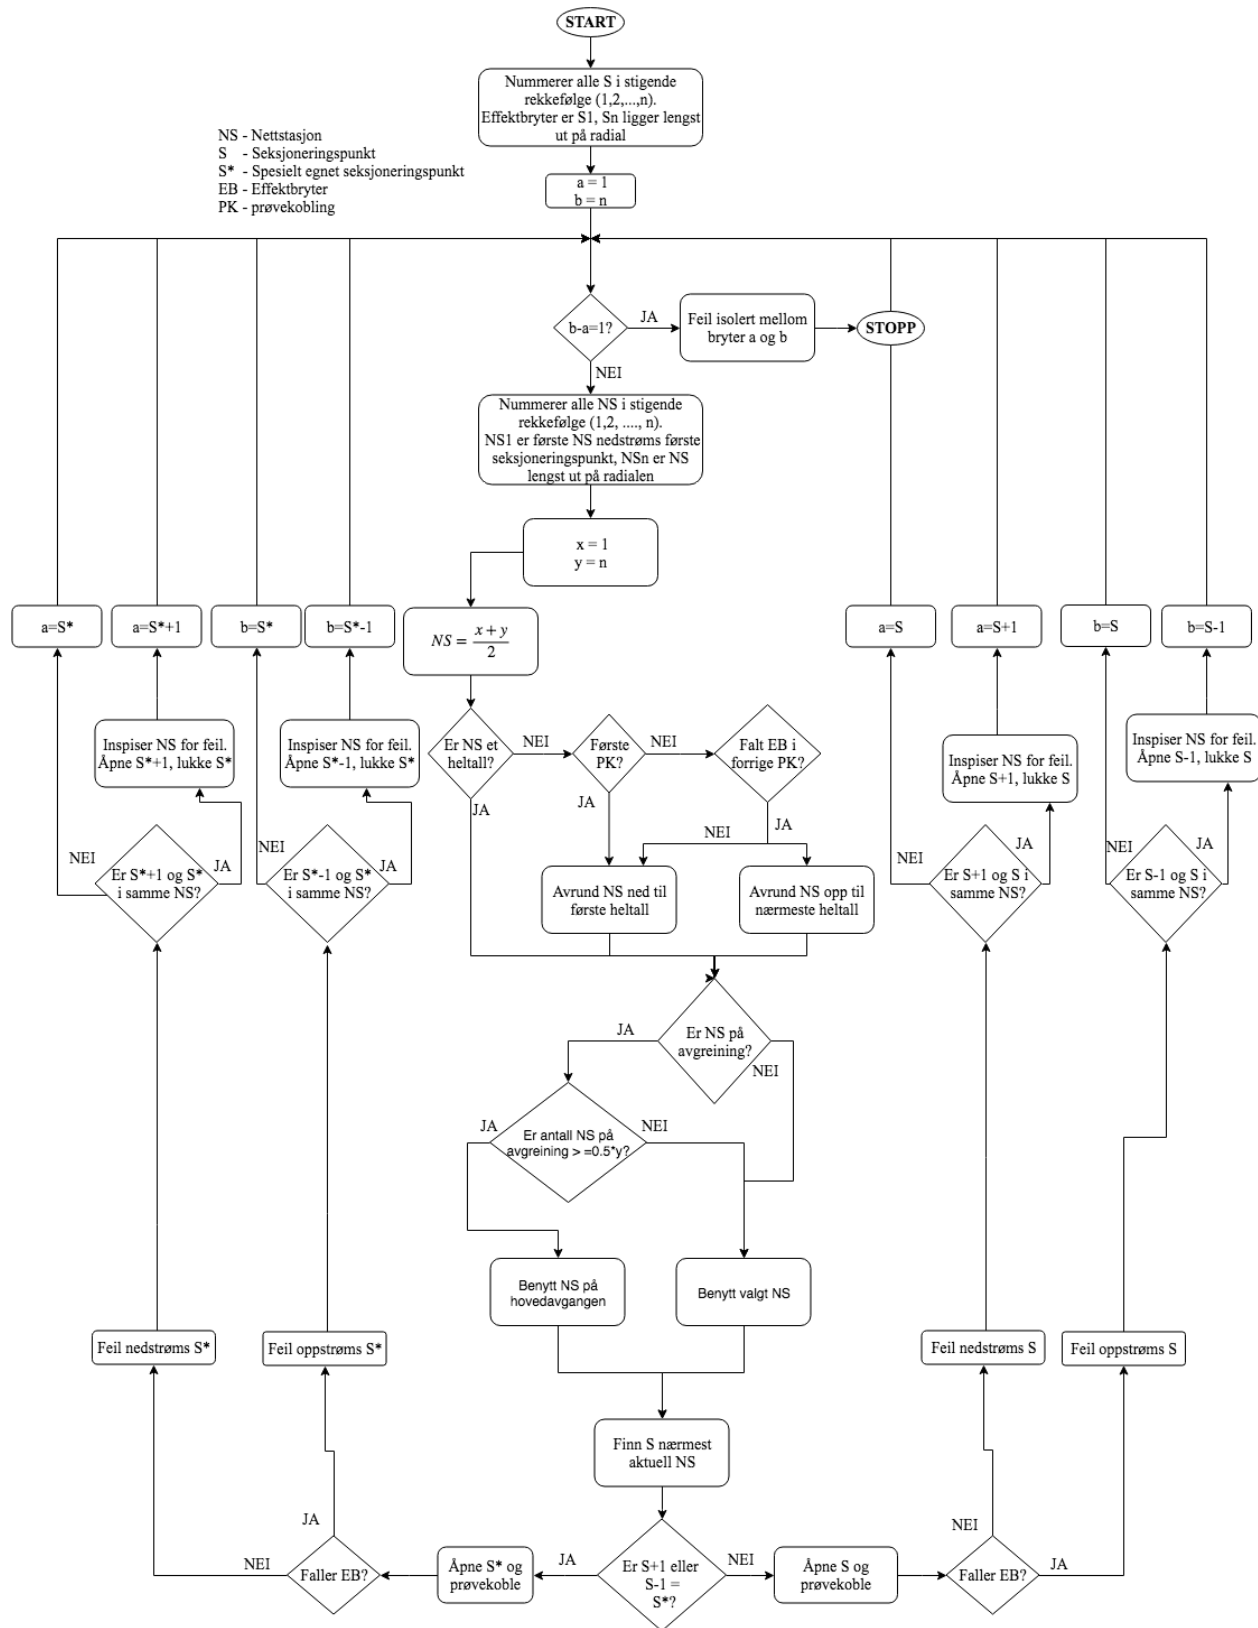 START
Nummerer alle S i stigende
rekkefølge (1,2,...,n).
Effektbryter er S1, Sn ligger lengst
ut på radial
NS - Nettstasjon
S - Seksjoneringspunkt
S* - Spesielt egnet seksjoneringspunkt
EB - Effektbryter
PK - prøvekobling
a = 1
b = n
b-a=1?
JA
Feil isolert mellom
bryter a og b
STOPP
NEI
Nummerer alle NS i stigende
rekkefølge (1,2, ...., n).
NS1 er første NS nedstrøms første
seksjoneringspunkt, NSn er NS
lengst ut på radialen
x = 1
y = n
a=S*
a=S*+1
b=S*
b=S*-1
NS = x + y / 2
a=S
a=S+1
b=S
b=S-1
Inspiser NS for feil.
Åpne S*+1, lukke S*
Inspiser NS for feil.
Åpne S*-1, lukke S*
Er NS et
heltall?
NEI
JA
Første
PK?
NEI
JA
Falt EB i
forrige PK?
NEI
JA
Inspiser NS for feil.
Åpne S+1, lukke S
Inspiser NS for feil.
Åpne S-1, lukke S
NEI
Er S*+1 og S*
i samme NS?
JA
NEI
Er S*-1 og S*
i samme NS?
JA
Avrund NS ned til
første heltall
Avrund NS opp til
nærmeste heltall
NEI
Er S+1 og S i
samme NS?
JA
NEI
Er S-1 og S i
samme NS?
JA
Er NS på
avgreining?
JA
NEI
Er antall NS på
avgreining > =0.5*y?
JA
NEI
Benytt NS på
hovedavgangen
Benytt valgt NS
Feil nedstrøms S*
Feil oppstrøms S*
Feil nedstrøms S
Feil oppstrøms S
Finn S nærmest
aktuell NS
JA
NEI
Faller EB?
Åpne S* og
prøvekoble
JA
Er S+1 eller
S-1 =
S*?
NEI
Åpne S og
prøvekoble
NEI
Faller EB?
JA